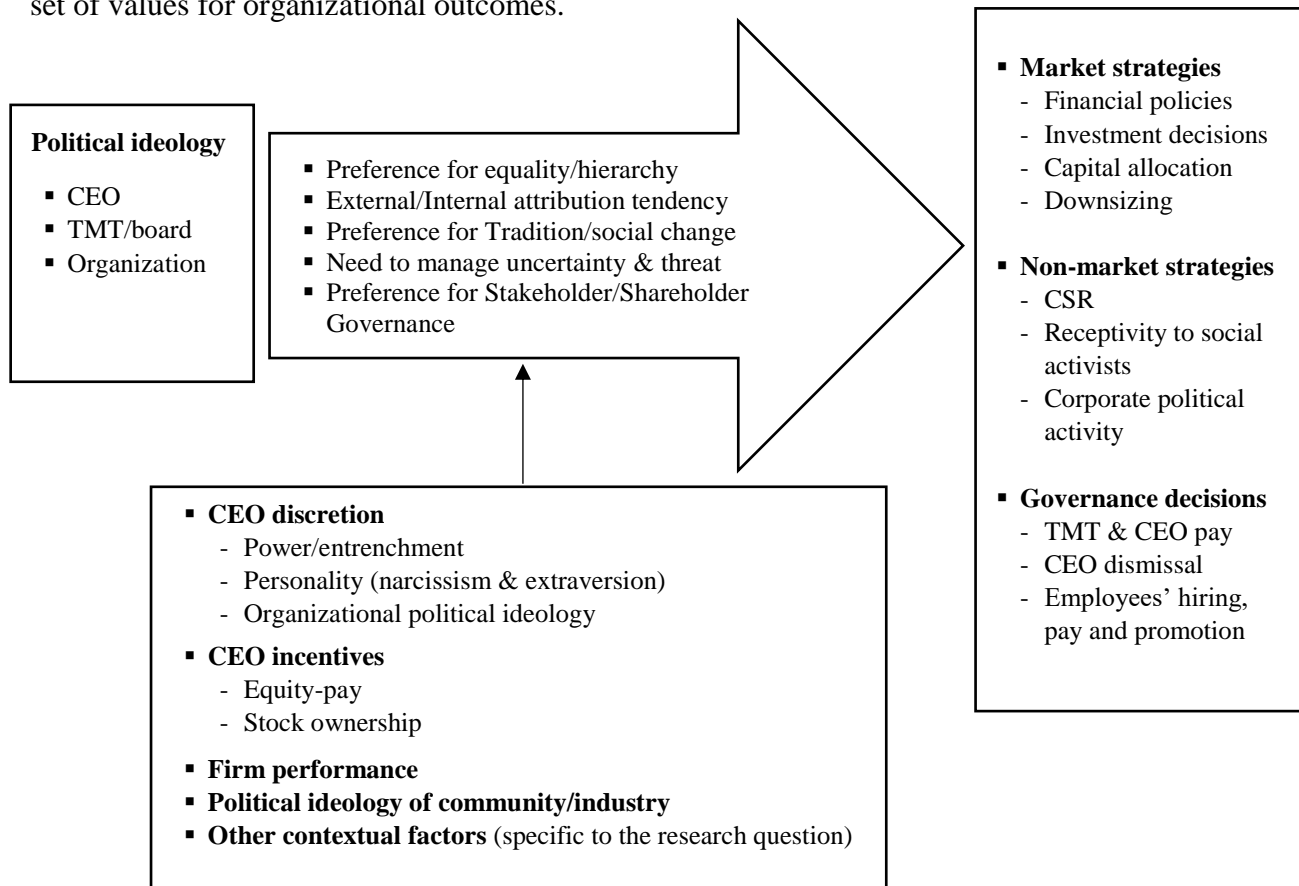 set of values for organizational outcomes.
Political ideology
▪ CEO
▪ TMT/board
▪ Organization
▪ Preference for equality/hierarchy
▪ External/Internal attribution tendency
▪ Preference for Tradition/social change
▪ Need to manage uncertainty & threat
▪ Preference for Stakeholder/Shareholder
Governance
▪ Market strategies
- Financial policies
- Investment decisions
- Capital allocation
- Downsizing
▪ Non-market strategies
- CSR
- Receptivity to social
activists
- Corporate political
activity
▪ Governance decisions
- TMT & CEO pay
- CEO dismissal
- Employees’ hiring,
pay and promotion
▪ CEO discretion
- Power/entrenchment
- Personality (narcissism & extraversion)
- Organizational political ideology
▪ CEO incentives
- Equity-pay
- Stock ownership
▪ Firm performance
▪ Political ideology of community/industry
▪ Other contextual factors (specific to the research question)